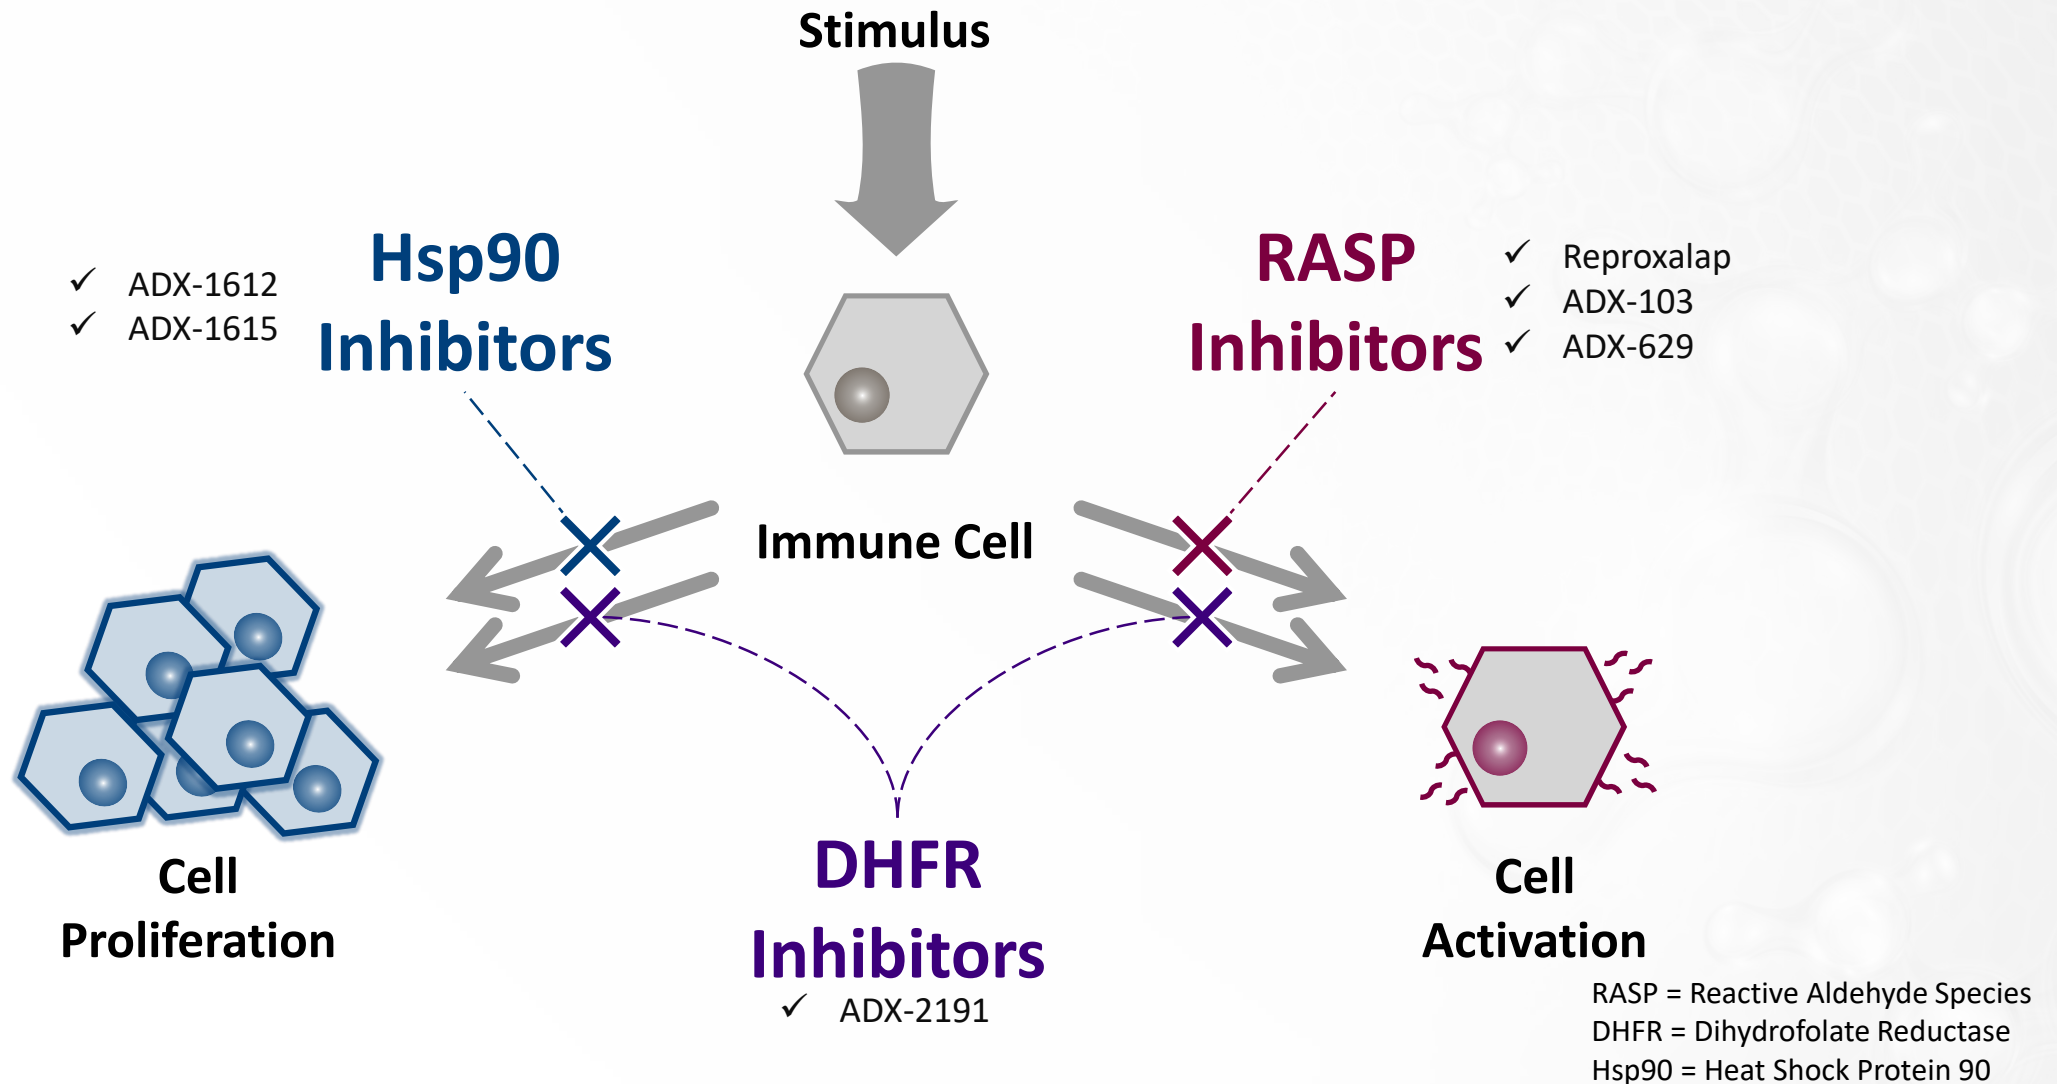 Stimulus
Hsp90
Inhibitors
✓ ADX-1612
✓ ADX-1615
RASP
Inhibitors
✓ Reproxalap
✓ ADX-103
✓ ADX-629
Immune Cell
Cell
Proliferation
DHFR
Inhibitors
✓ ADX-2191
Cell
Activation
RASP = Reactive Aldehyde Species
DHFR = Dihydrofolate Reductase
Hsp90 = Heat Shock Protein 90